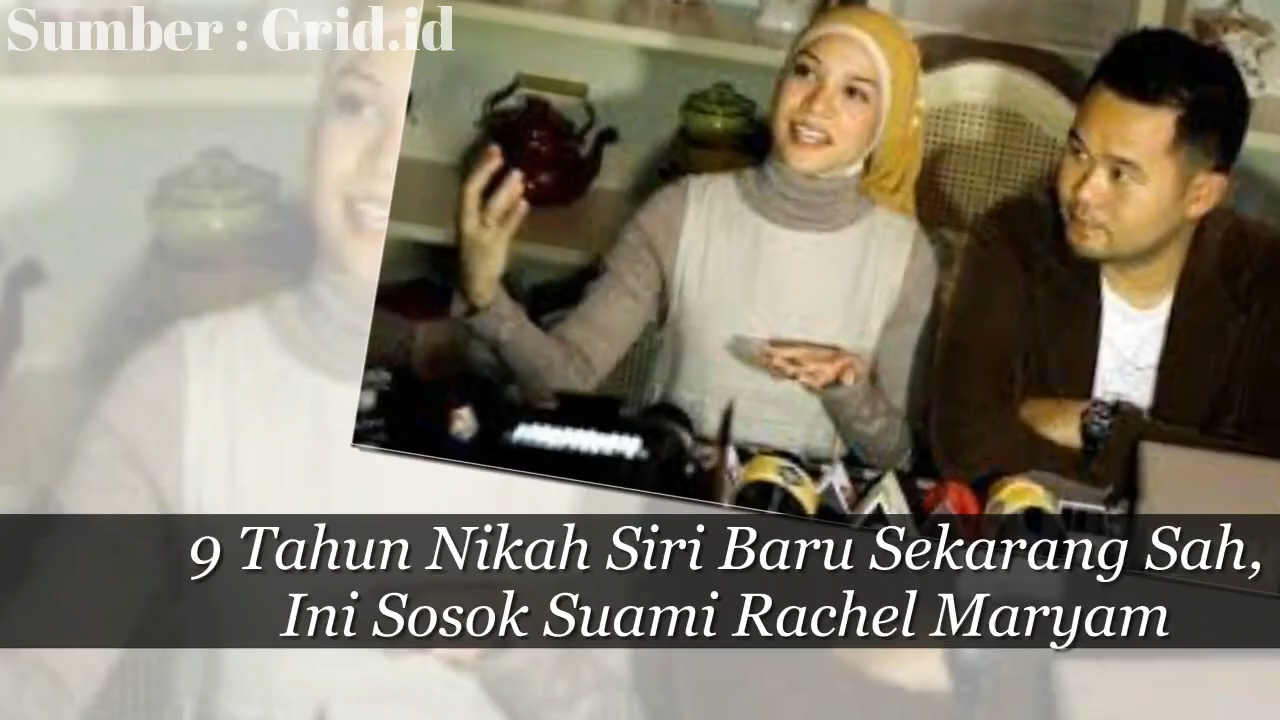 Sumber : Grid.id
9 Tahun Nikah Siri Baru Sekarang Sah,
Ini Sosok Suami Rachel Maryam